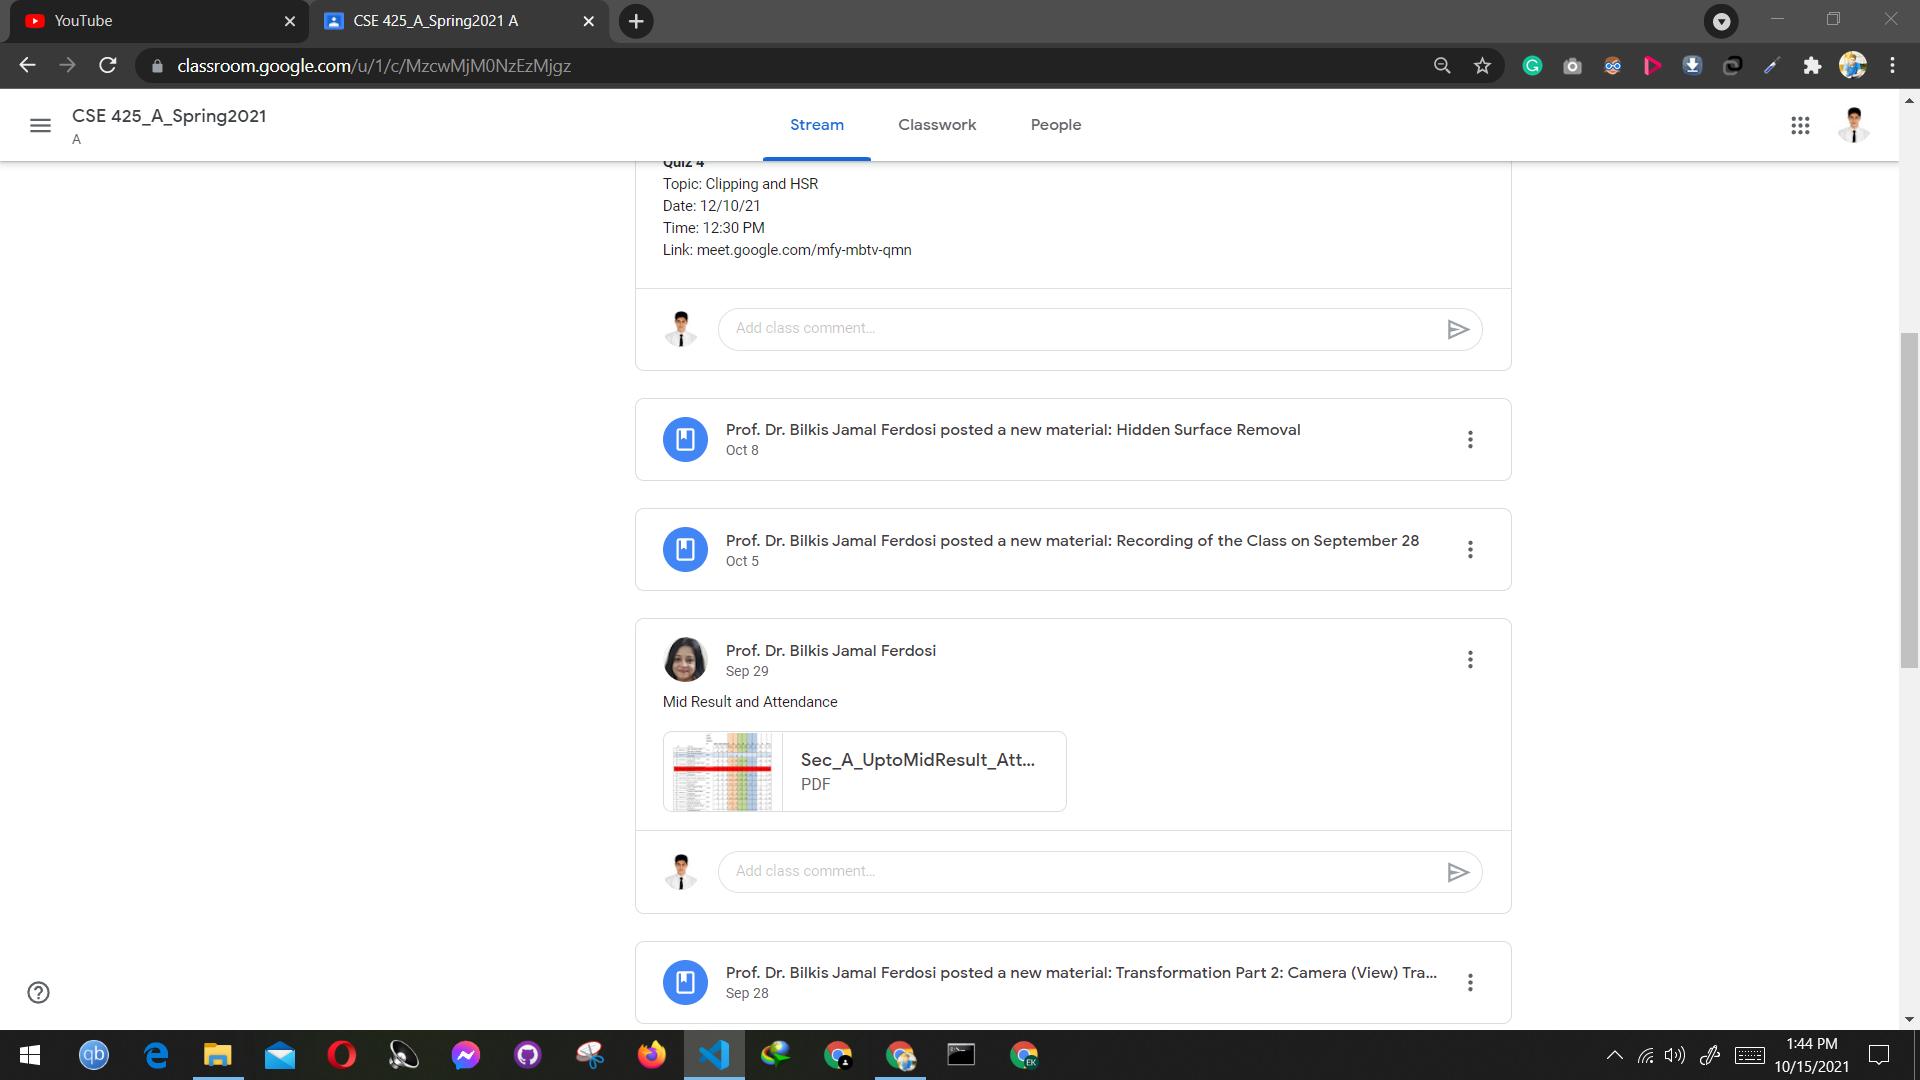 YouTube
CSE 425_A_Spring2021 A
classroom.google.com/u/1/c/MzcwMjM0NzEzMjgz
CSE 425_A_Spring2021
A
Stream
Classwork
People
Quiz 4
Topic: Clipping and HSR
Date: 12/10/21
Time: 12:30 PM
Link: meet.google.com/mfy-mbtv-qmn
Add class comment...
Prof. Dr. Bilkis Jamal Ferdosi posted a new material: Hidden Surface Removal
Oct 8
Prof. Dr. Bilkis Jamal Ferdosi posted a new material: Recording of the Class on September 28
Oct 5
Prof. Dr. Bilkis Jamal Ferdosi
Sep 29
Mid Result and Attendance
Sec_A_UptoMidResult_Att...
PDF
Add class comment...
Prof. Dr. Bilkis Jamal Ferdosi posted a new material: Transformation Part 2: Camera (View) Tra...
Sep 28
qb
EK
1:44 PM
10/15/2021